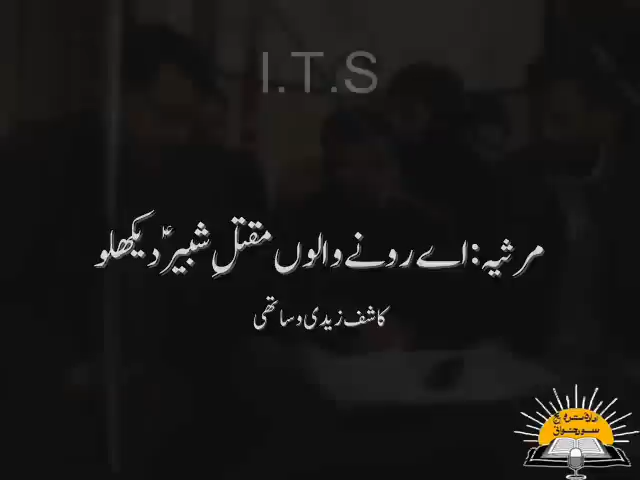 I.T.S
مرثیہ: اے رونے والوں مقتلِ شبیرؑ دیکھلو
کاشف زیدی و ساتھی